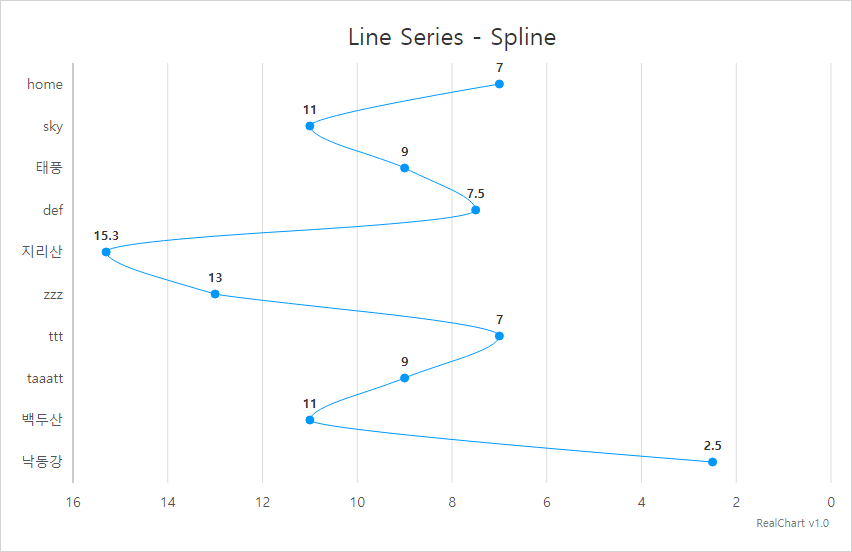 Line Series - Spline
home
7
sky
11
태풍
9
def
7.5
지리산
15.3
zzz
13
ttt
7
taaatt
9
백두산
11
낙동강
2.5
16 14 12 10 8 6 4 2 0
RealChart v1.0